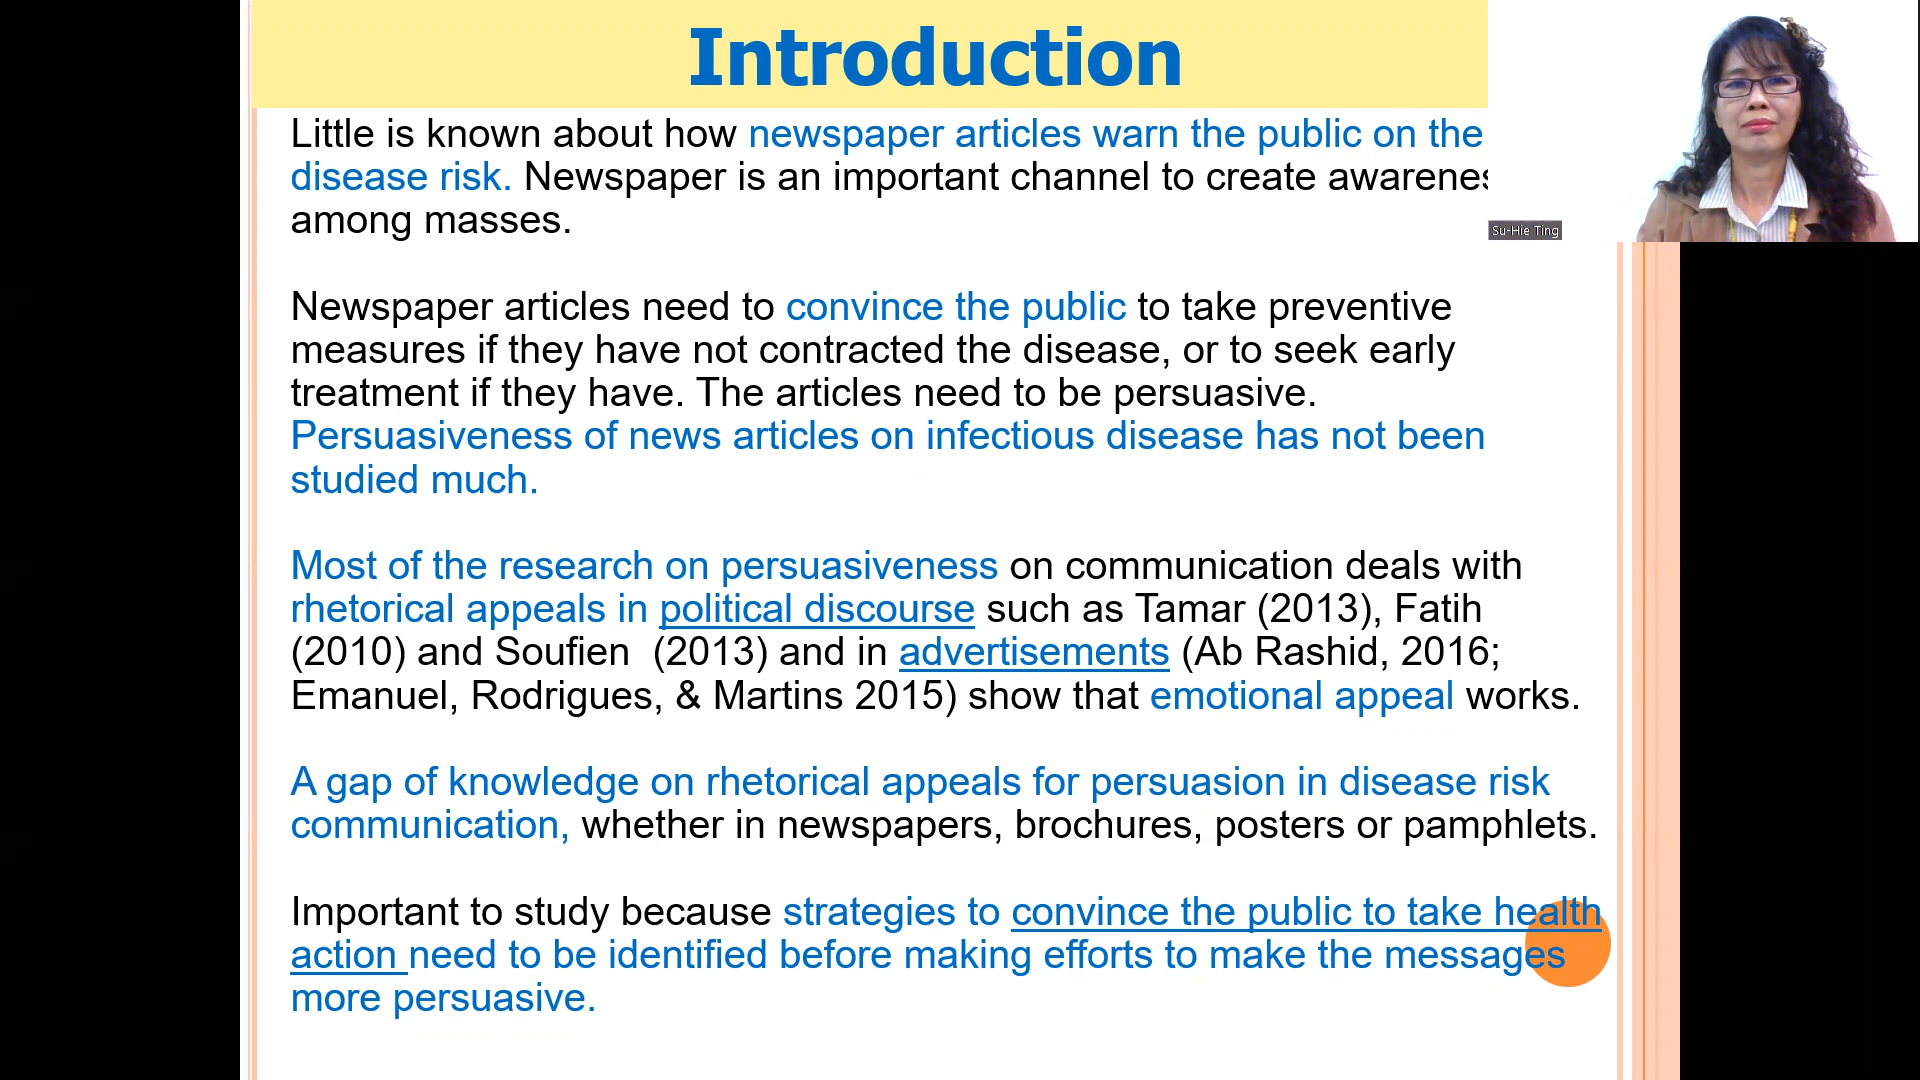 Introduction
Little is known about how newspaper articles warn the public on the
disease risk. Newspaper is an important channel to create
among masses.
Su-Hie Ting
Newspaper articles need to convince the public to take preventive
measures if they have not contracted the disease, or to seek early
treatment if they have. The articles need to be persuasive.
Persuasiveness of news articles on infectious disease has not been
studied much.
Most of the research on persuasiveness on communication deals with
rhetorical appeals in political discourse such as Tamar (2013), Fatih
(2010) and Soufien (2013) and in advertisements (Ab Rashid, 2016;
Emanuel, Rodrigues, & Martins 2015) show that emotional appeal works.
A gap of knowledge on rhetorical appeals for persuasion in disease risk
communication, whether in newspapers, brochures, posters or pamphlets.
Important to study because strategies to convince the public to take health
action need to be identified before making efforts to make the messages
more persuasive.